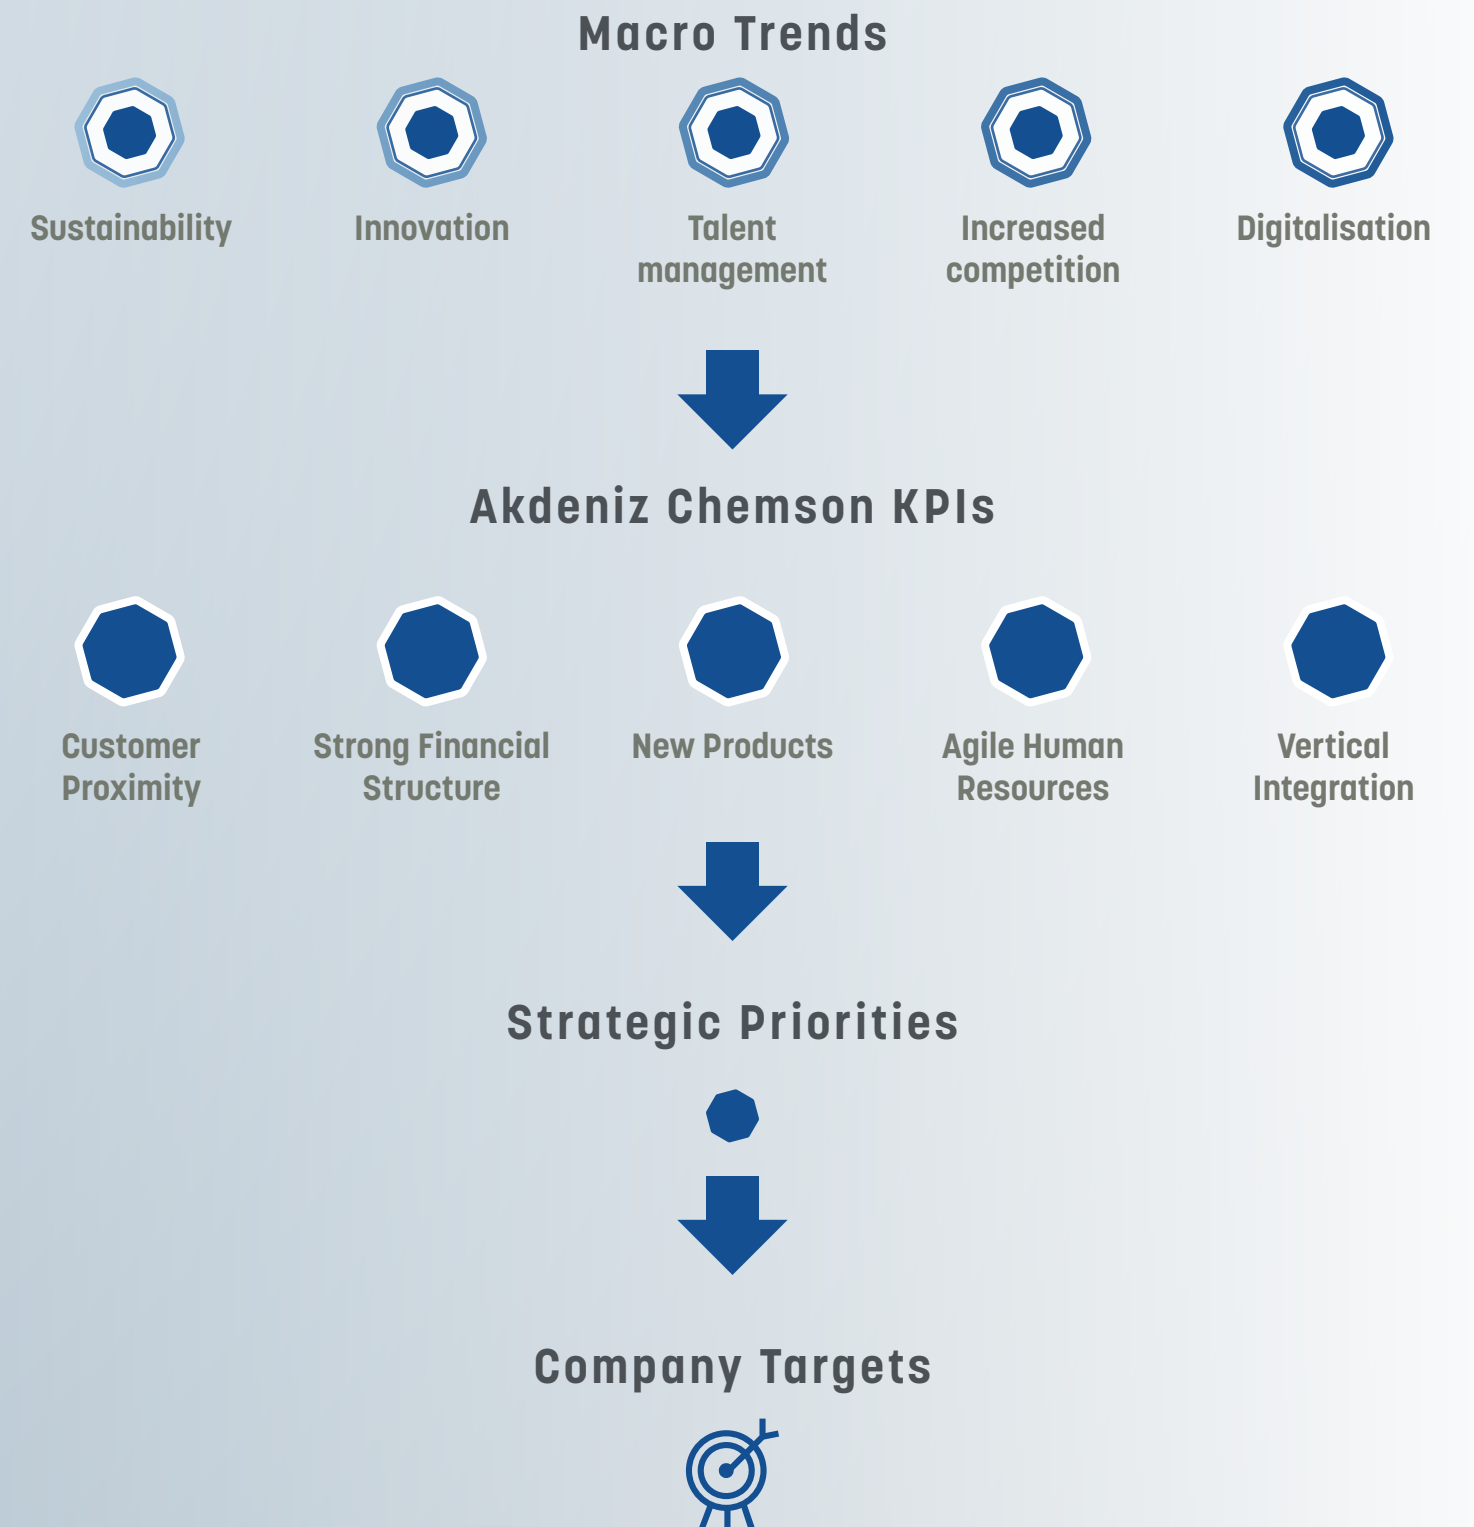 Macro Trends
Sustainability
Innovation
Talent
management
Increased
competition
Digitalisation
Akdeniz Chemson KPIs
Customer
Proximity
Strong Financial
Structure
New Products
Agile Human
Resources
Vertical
Integration
Strategic Priorities
Company Targets